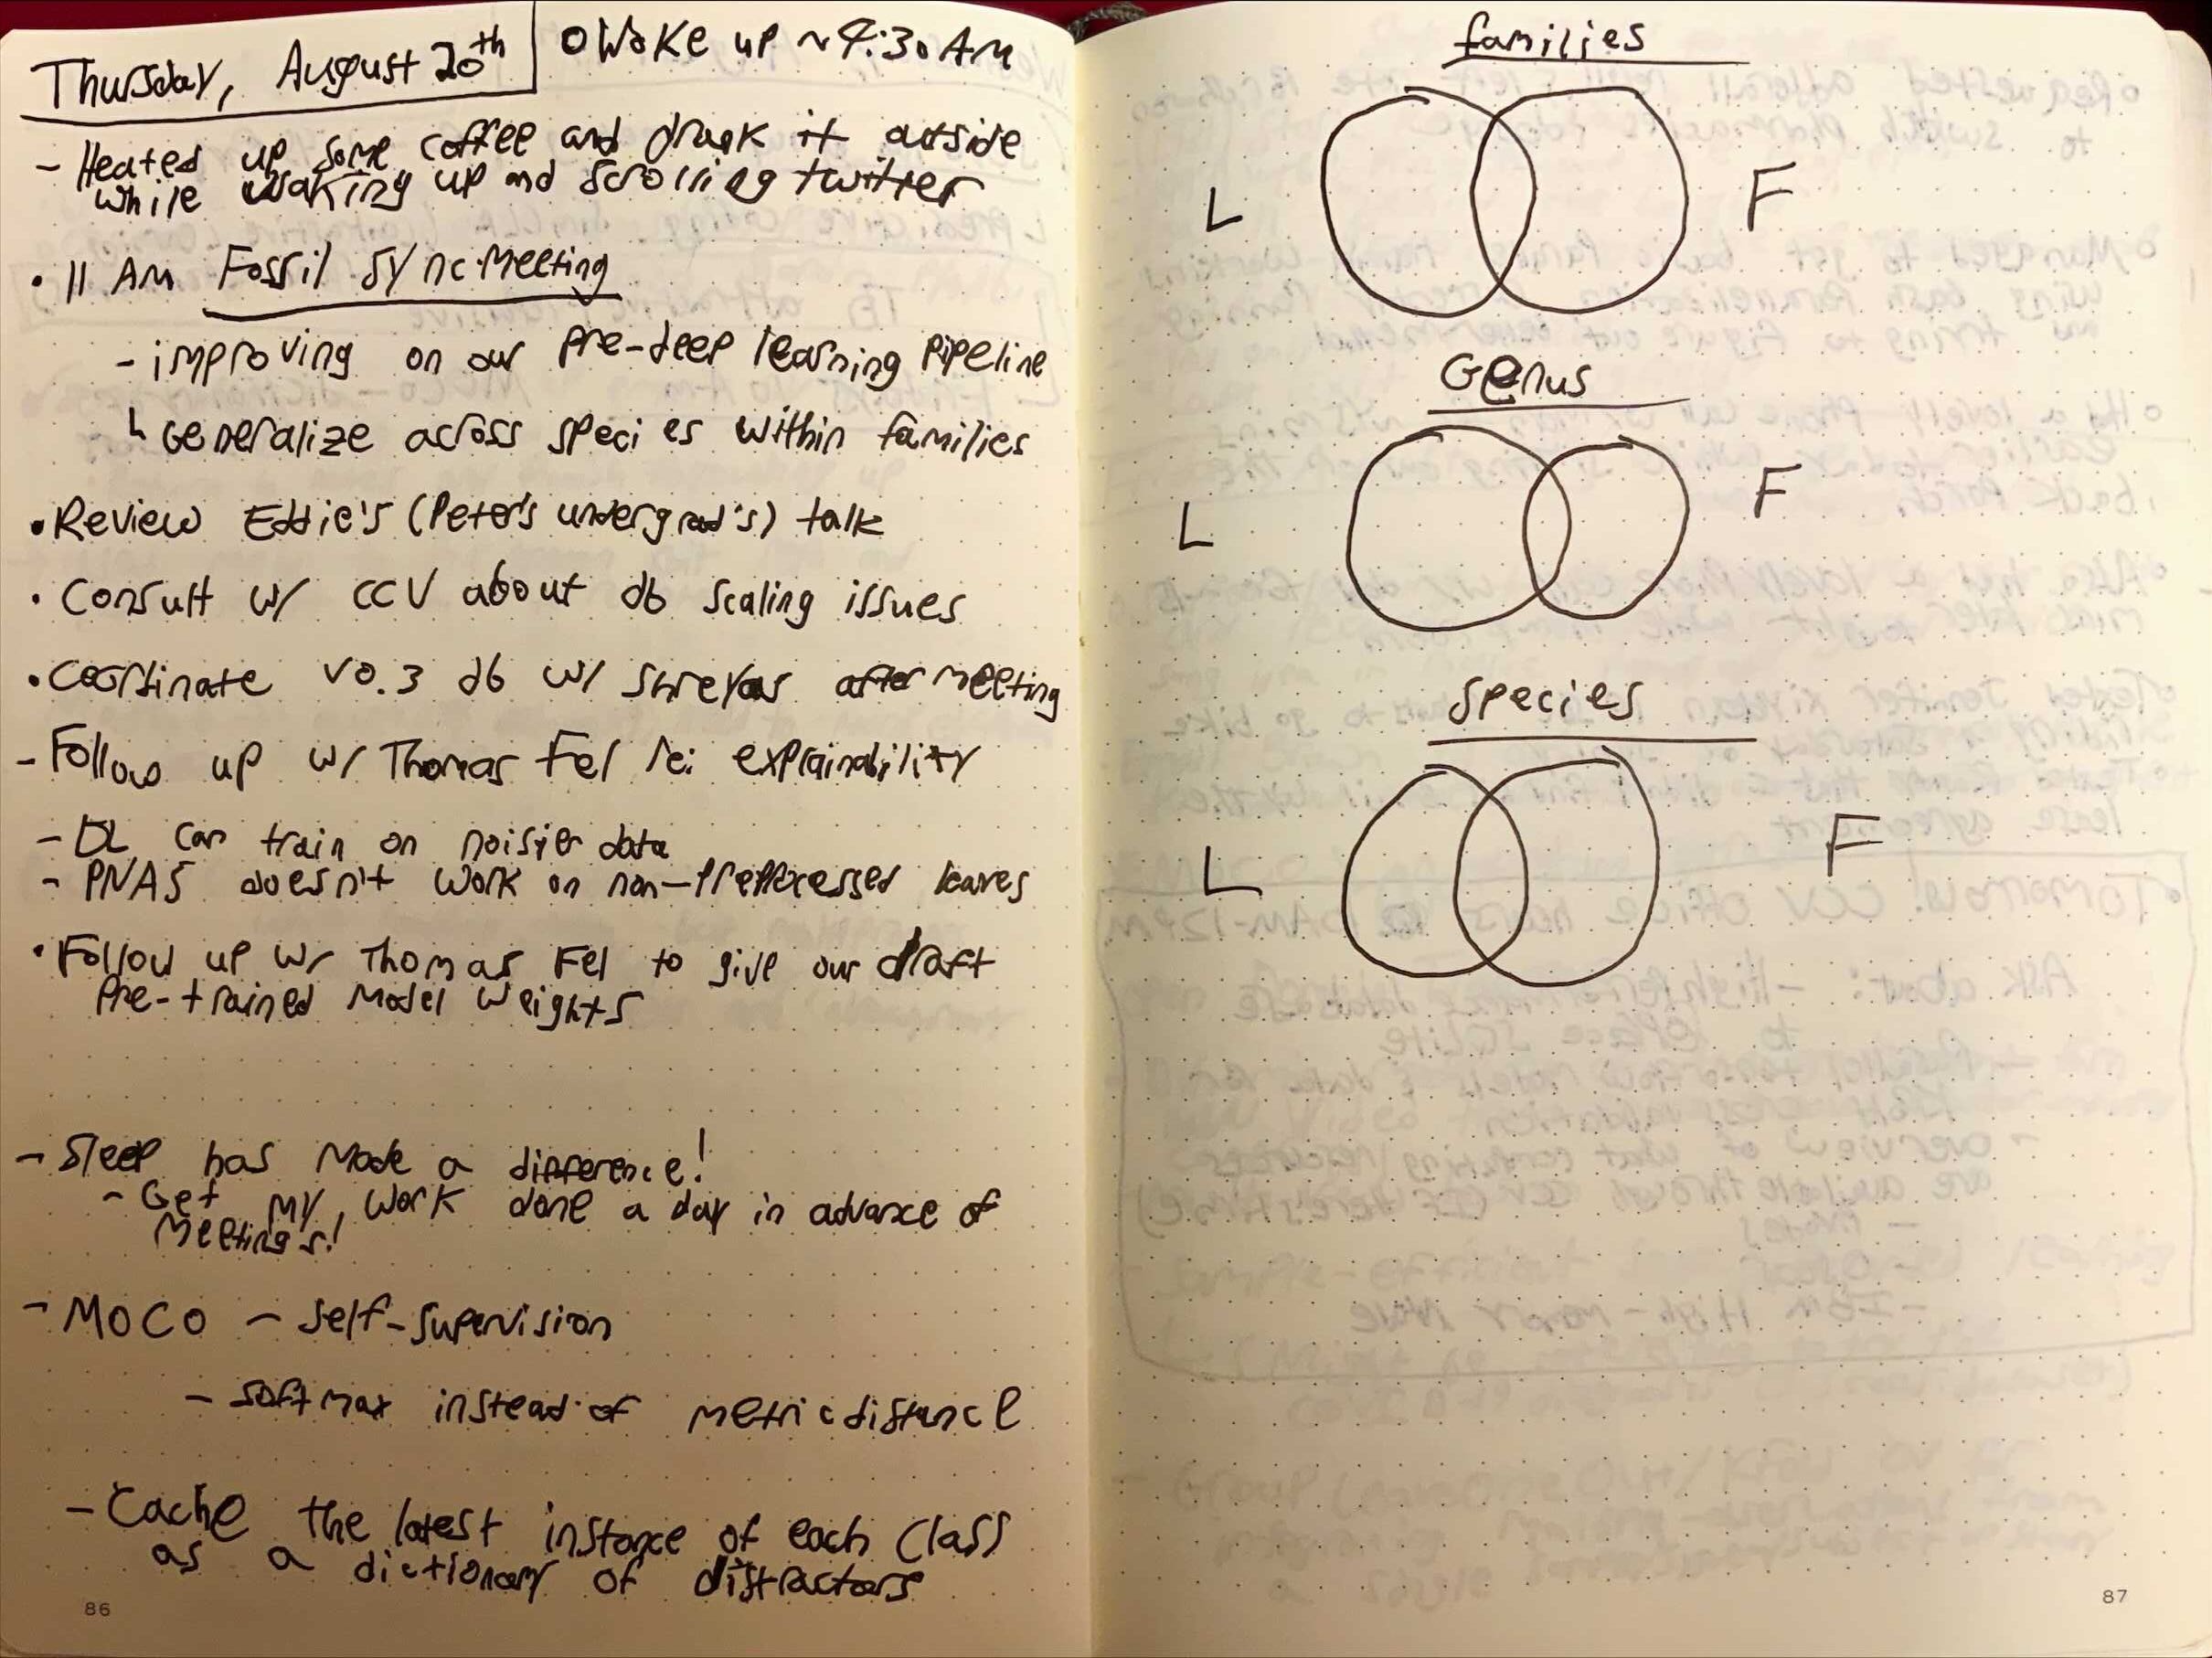 Thursday, August 20th
o Woke up ~9:30 AM
- Heated up some coffee and drank it outside
while waking up and scrolling twitter
• 11 AM Fossil Sync Meeting
- improving on our pre-deep learning pipeline
↳ Generalize across species within families
• Review Eddie's (Peter's undergrad's) talk
• Consult w/ CCV about db scaling issues
• Coordinate v0.3 db w/ Shreyas after meeting
- Follow up w/ Thomas Fel re: explainability
- DL can train on noisier data
- PNAS doesn't work on non-preprocessed leaves
• Follow up w/ Thomas Fel to give our draft
pre-trained model weights
- Sleep has made a difference!
- Get my work done a day in advance of
meetings!
- MOCO - self-supervision
- softmax instead of metric distance
- Cache the latest instance of each class
as a dictionary of distractors
86
families
L F
Genus
L F
Species
L F
87